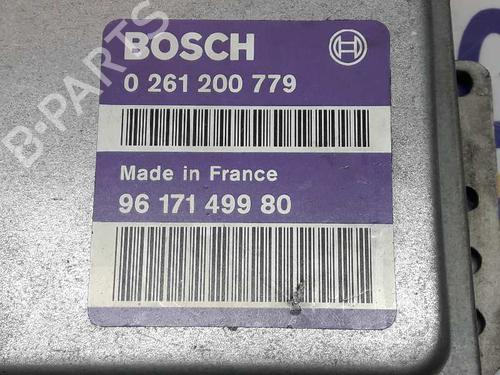 BOSCH
0 261 200 779
Made in France
96 171 499 80
B-PARTS